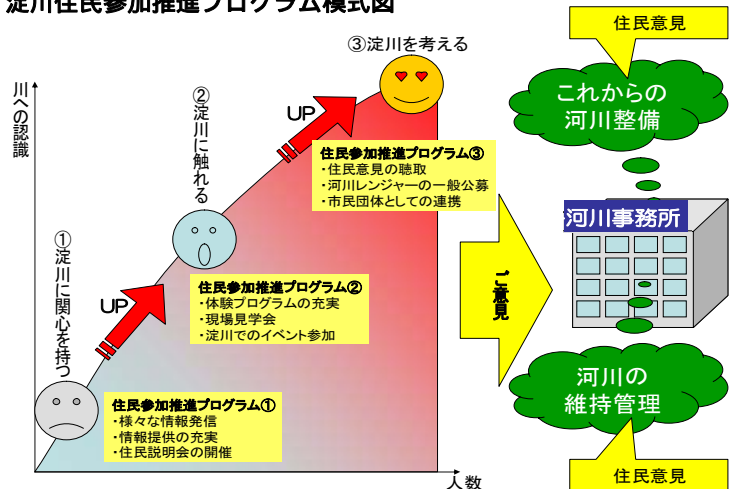 淀川住民参加推進プログラム模式図
住民意見
③淀川を考える
これからの
河川整備
川への認識
②淀川に触れる
UP
住民参加推進プログラム③
・住民意見の聴取
・河川レンジャーの一般公募
・市民団体としての連携
河川事務所
①淀川に関心を持つ
UP
住民参加推進プログラム②
・体験プログラムの充実
・現場見学会
・淀川でのイベント参加
ご意見
河川の
維持管理
住民参加推進プログラム①
・様々な情報発信
・情報提供の充実
・住民説明会の開催
人数
住民意見